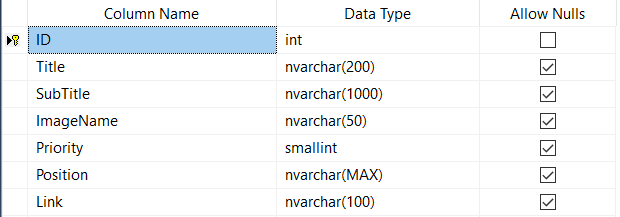 Column Name Data Type Allow Nulls
ID int
Title nvarchar(200)
SubTitle nvarchar(1000)
ImageName nvarchar(50)
Priority smallint
Position nvarchar(MAX)
Link nvarchar(100)